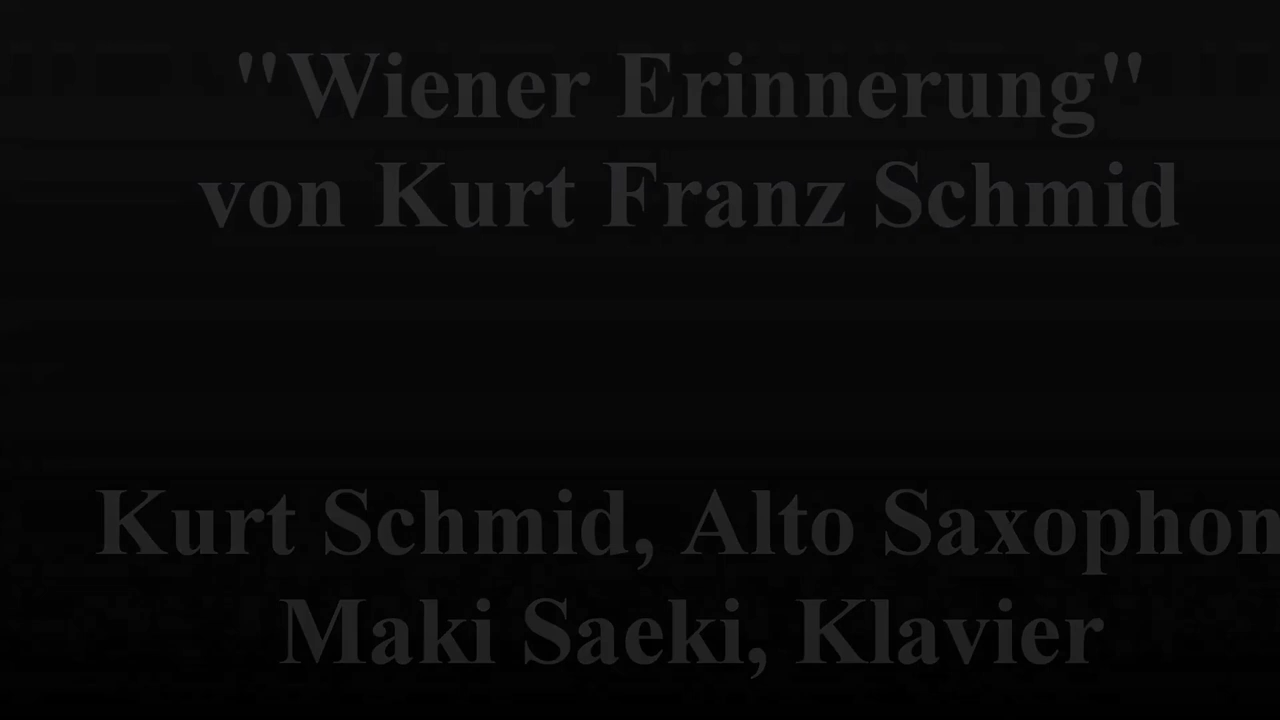 "Wiener Erinnerung"
von Kurt Franz Schmid
Kurt Schmid, Alto Saxophon
Maki Saeki, Klavier